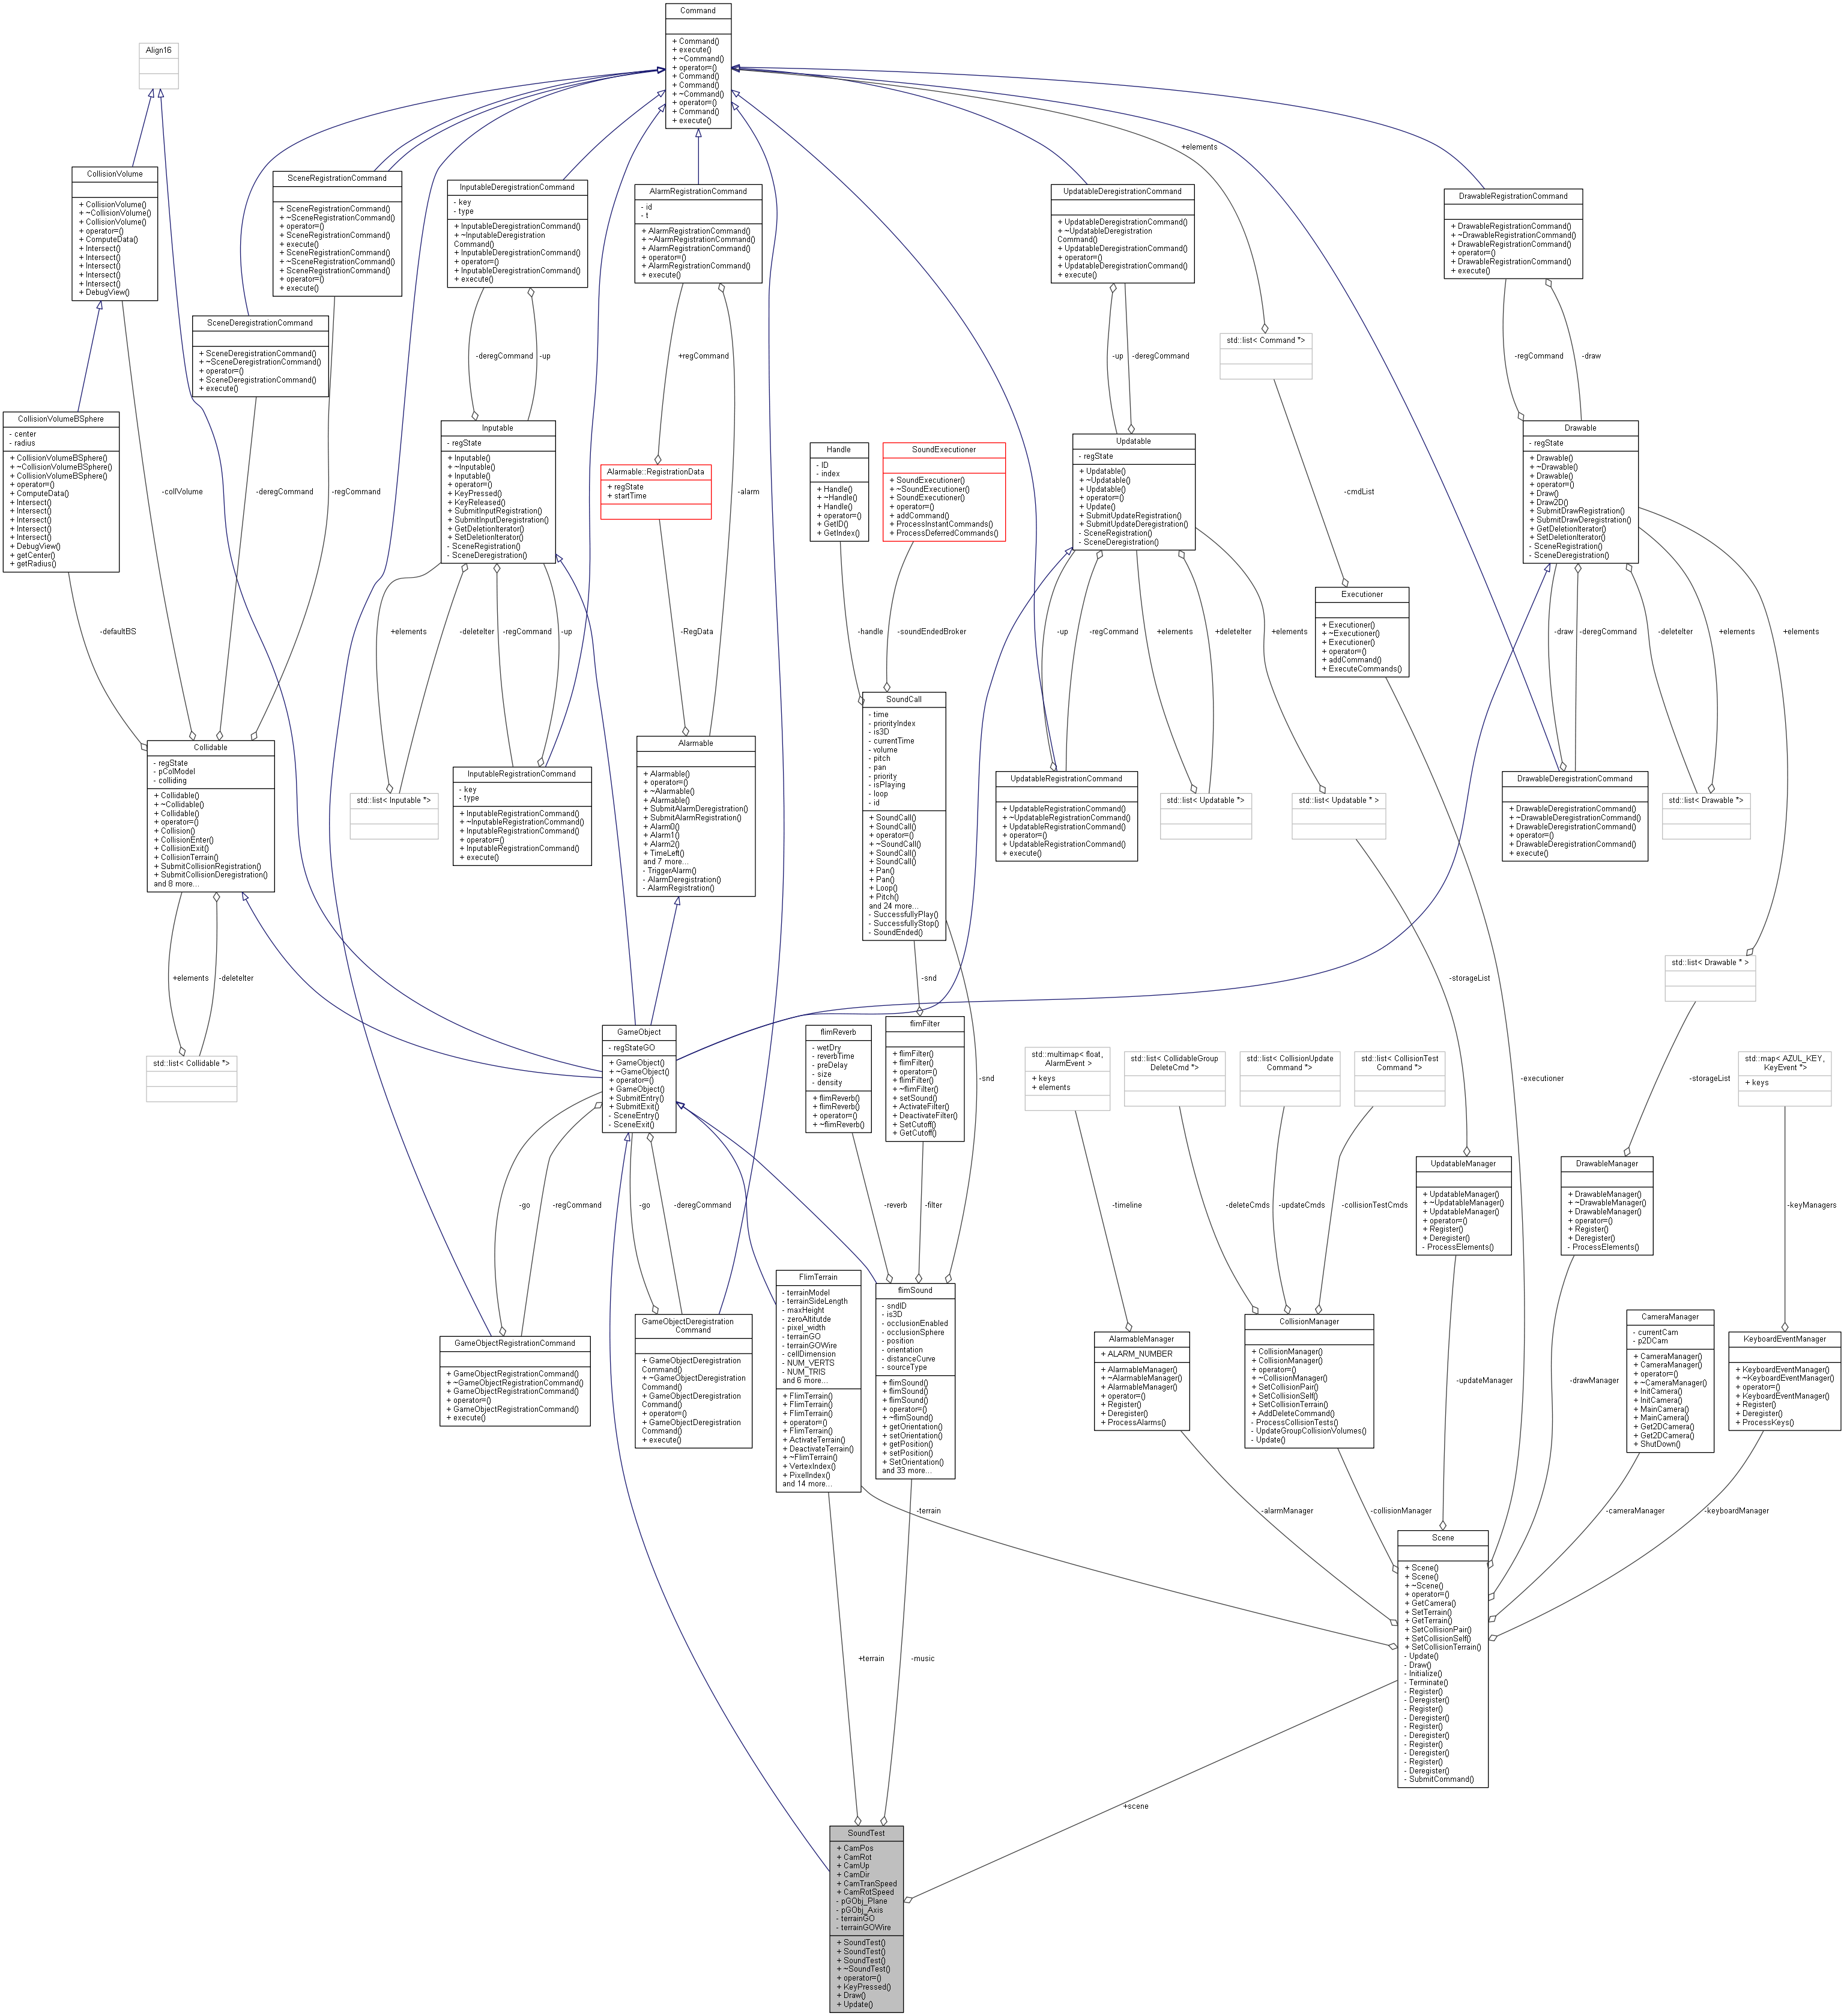 Command
+ Command()
+ execute()
+ ~Command()
+ operator=()
+ Command()
+ Command()
+ ~Command()
+ operator=()
+ Command()
+ execute()
Align16
+elements
CollisionVolume
+ CollisionVolume()
+ ~CollisionVolume()
+ CollisionVolume()
+ operator=()
+ ComputeData()
+ Intersect()
+ Intersect()
+ Intersect()
+ Intersect()
+ Intersect()
+ DebugView()
SceneRegistrationCommand
+ SceneRegistrationCommand()
+ ~SceneRegistrationCommand()
+ operator=()
+ SceneRegistrationCommand()
+ execute()
+ SceneRegistrationCommand()
+ ~SceneRegistrationCommand()
+ SceneRegistrationCommand()
+ operator=()
+ execute()
InputableDeregistrationCommand
- key
- type
+ InputableDeregistrationCommand()
+ ~InputableDeregistration
Command()
+ InputableDeregistrationCommand()
+ operator=()
+ InputableDeregistrationCommand()
+ execute()
AlarmRegistrationCommand
- id
- t
+ AlarmRegistrationCommand()
+ ~AlarmRegistrationCommand()
+ AlarmRegistrationCommand()
+ operator=()
+ AlarmRegistrationCommand()
+ execute()
UpdatableDeregistrationCommand
+ UpdatableDeregistrationCommand()
+ ~UpdatableDeregistration
Command()
+ UpdatableDeregistrationCommand()
+ operator=()
+ UpdatableDeregistrationCommand()
+ execute()
DrawableRegistrationCommand
+ DrawableRegistrationCommand()
+ ~DrawableRegistrationCommand()
+ DrawableRegistrationCommand()
+ operator=()
+ DrawableRegistrationCommand()
+ execute()
SceneDeregistrationCommand
+ SceneDeregistrationCommand()
+ ~SceneDeregistrationCommand()
+ operator=()
+ SceneDeregistrationCommand()
+ execute()
std::list< Command *>
-deregCommand
-up
+regCommand
-up
-deregCommand
-regCommand
-draw
CollisionVolumeBSphere
- center
- radius
+ CollisionVolumeBSphere()
+ ~CollisionVolumeBSphere()
+ CollisionVolumeBSphere()
+ operator=()
+ ComputeData()
+ Intersect()
+ Intersect()
+ Intersect()
+ Intersect()
+ Intersect()
+ DebugView()
+ getCenter()
+ getRadius()
-collVolume
-deregCommand
-regCommand
Inputable
- regState
+ Inputable()
+ ~Inputable()
+ Inputable()
+ operator=()
+ KeyPressed()
+ KeyReleased()
+ SubmitInputRegistration()
+ SubmitInputDeregistration()
+ GetDeletionIterator()
+ SetDeletionIterator()
- SceneRegistration()
- SceneDeregistration()
Alarmable::RegistrationData
+ regState
+ startTime
-alarm
Handle
- ID
- index
+ Handle()
+ ~Handle()
+ Handle()
+ operator=()
+ GetID()
+ GetIndex()
SoundExecutioner
+ SoundExecutioner()
+ ~SoundExecutioner()
+ SoundExecutioner()
+ operator=()
+ addCommand()
+ ProcessInstantCommands()
+ ProcessDeferredCommands()
Updatable
- regState
+ Updatable()
+ ~Updatable()
+ Updatable()
+ operator=()
+ Update()
+ SubmitUpdateRegistration()
+ SubmitUpdateDeregistration()
- SceneRegistration()
- SceneDeregistration()
-cmdList
Drawable
- regState
+ Drawable()
+ ~Drawable()
+ Drawable()
+ operator=()
+ Draw()
+ Draw2D()
+ SubmitDrawRegistration()
+ SubmitDrawDeregistration()
+ GetDeletionIterator()
+ SetDeletionIterator()
- SceneRegistration()
- SceneDeregistration()
Executioner
+ Executioner()
+ ~Executioner()
+ Executioner()
+ operator=()
+ addCommand()
+ ExecuteCommands()
-defaultBS
+elements
-deleteIter
-regCommand
-up
-RegData
-handle
-soundEndedBroker
-up
-regCommand
+elements
+deleteIter
+elements
-draw
-deregCommand
-deleteIter
+elements
+elements
Collidable
- regState
- pColModel
- colliding
+ Collidable()
+ ~Collidable()
+ Collidable()
+ operator=()
+ Collision()
+ CollisionEnter()
+ CollisionExit()
+ CollisionTerrain()
+ SubmitCollisionRegistration()
+ SubmitCollisionDeregistration()
and 8 more...
std::list< Inputable *>
InputableRegistrationCommand
- key
- type
+ InputableRegistrationCommand()
+ ~InputableRegistrationCommand()
+ InputableRegistrationCommand()
+ operator=()
+ InputableRegistrationCommand()
+ execute()
Alarmable
+ Alarmable()
+ operator=()
+ ~Alarmable()
+ Alarmable()
+ SubmitAlarmDeregistration()
+ SubmitAlarmRegistration()
+ Alarm0()
+ Alarm1()
+ Alarm2()
+ TimeLeft()
and 7 more...
- TriggerAlarm()
- AlarmDeregistration()
- AlarmRegistration()
SoundCall
- time
- priorityIndex
- is3D
- currentTime
- volume
- pitch
- pan
- priority
- isPlaying
- loop
- id
+ SoundCall()
+ SoundCall()
+ operator=()
+ ~SoundCall()
+ SoundCall()
+ SoundCall()
+ Pan()
+ Pan()
+ Loop()
+ Pitch()
and 24 more...
- SuccessfullyPlay()
- SuccessfullyStop()
- SoundEnded()
UpdatableRegistrationCommand
+ UpdatableRegistrationCommand()
+ ~UpdatableRegistrationCommand()
+ UpdatableRegistrationCommand()
+ operator=()
+ UpdatableRegistrationCommand()
+ execute()
std::list< Updatable *>
std::list< Updatable * >
DrawableDeregistrationCommand
+ DrawableDeregistrationCommand()
+ ~DrawableDeregistrationCommand()
+ DrawableDeregistrationCommand()
+ operator=()
+ DrawableDeregistrationCommand()
+ execute()
std::list< Drawable *>
+elements
-deleteIter
-snd
-storageList
std::list< Drawable * >
std::list< Collidable *>
GameObject
- regStateGO
+ GameObject()
+ ~GameObject()
+ operator=()
+ GameObject()
+ SubmitEntry()
+ SubmitExit()
- SceneEntry()
- SceneExit()
flimReverb
- wetDry
- reverbTime
- preDelay
- size
- density
+ flimReverb()
+ flimReverb()
+ operator=()
+ ~flimReverb()
flimFilter
+ flimFilter()
+ flimFilter()
+ operator=()
+ flimFilter()
+ ~flimFilter()
+ setSound()
+ ActivateFilter()
+ DeactivateFilter()
+ SetCutoff()
+ GetCutoff()
-snd
std::multimap< float,
AlarmEvent >
+ keys
+ elements
std::list< CollidableGroup
DeleteCmd *>
std::list< CollisionUpdate
Command *>
std::list< CollisionTest
Command *>
-executioner
-storageList
std::map< AZUL_KEY,
KeyEvent *>
+ keys
-go
-regCommand
-go
-deregCommand
-reverb
-filter
-timeline
-deleteCmds
-updateCmds
-collisionTestCmds
UpdatableManager
+ UpdatableManager()
+ ~UpdatableManager()
+ UpdatableManager()
+ operator=()
+ Register()
+ Deregister()
- ProcessElements()
DrawableManager
+ DrawableManager()
+ ~DrawableManager()
+ DrawableManager()
+ operator=()
+ Register()
+ Deregister()
- ProcessElements()
-keyManagers
GameObjectRegistrationCommand
+ GameObjectRegistrationCommand()
+ ~GameObjectRegistrationCommand()
+ GameObjectRegistrationCommand()
+ operator=()
+ GameObjectRegistrationCommand()
+ execute()
GameObjectDeregistration
Command
+ GameObjectDeregistration
Command()
+ ~GameObjectDeregistration
Command()
+ GameObjectDeregistration
Command()
+ operator=()
+ GameObjectDeregistration
Command()
+ execute()
FlimTerrain
- terrainModel
- terrainSideLength
- maxHeight
- zeroAltitutde
- pixel_width
- terrainGO
- terrainGOWire
- cellDimension
- NUM_VERTS
- NUM_TRIS
and 6 more...
+ FlimTerrain()
+ FlimTerrain()
+ FlimTerrain()
+ operator=()
+ FlimTerrain()
+ ActivateTerrain()
+ DeactivateTerrain()
+ ~FlimTerrain()
+ VertexIndex()
+ PixelIndex()
and 14 more...
flimSound
- sndID
- is3D
- occlusionEnabled
- occlusionSphere
- position
- orientation
- distanceCurve
- sourceType
+ flimSound()
+ flimSound()
+ flimSound()
+ operator=()
+ ~flimSound()
+ getOrientation()
+ setOrientation()
+ getPosition()
+ setPosition()
+ SetOrientation()
and 33 more...
AlarmableManager
+ ALARM_NUMBER
+ AlarmableManager()
+ ~AlarmableManager()
+ AlarmableManager()
+ operator=()
+ Register()
+ Deregister()
+ ProcessAlarms()
CollisionManager
+ CollisionManager()
+ CollisionManager()
+ operator=()
+ ~CollisionManager()
+ SetCollisionPair()
+ SetCollisionSelf()
+ SetCollisionTerrain()
+ AddDeleteCommand()
- ProcessCollisionTests()
- UpdateGroupCollisionVolumes()
- Update()
-updateManager
-drawManager
CameraManager
- currentCam
- p2DCam
+ CameraManager()
+ CameraManager()
+ operator=()
+ ~CameraManager()
+ InitCamera()
+ InitCamera()
+ MainCamera()
+ MainCamera()
+ Get2DCamera()
+ Get2DCamera()
+ ShutDown()
KeyboardEventManager
+ KeyboardEventManager()
+ ~KeyboardEventManager()
+ operator=()
+ KeyboardEventManager()
+ Register()
+ Deregister()
+ ProcessKeys()
-terrain
-alarmManager
-collisionManager
-cameraManager
-keyboardManager
Scene
+ Scene()
+ Scene()
+ ~Scene()
+ operator=()
+ GetCamera()
+ SetTerrain()
+ GetTerrain()
+ SetCollisionPair()
+ SetCollisionSelf()
+ SetCollisionTerrain()
- Update()
- Draw()
- Initialize()
- Terminate()
- Register()
- Deregister()
- Register()
- Deregister()
- Register()
- Deregister()
- Register()
- Deregister()
- Register()
- Deregister()
- SubmitCommand()
+terrain
-music
+scene
SoundTest
+ CamPos
+ CamRot
+ CamUp
+ CamDir
+ CamTranSpeed
+ CamRotSpeed
- pGObj_Plane
- pGObj_Axis
- terrainGO
- terrainGOWire
+ SoundTest()
+ SoundTest()
+ SoundTest()
+ ~SoundTest()
+ operator=()
+ KeyPressed()
+ Draw()
+ Update()